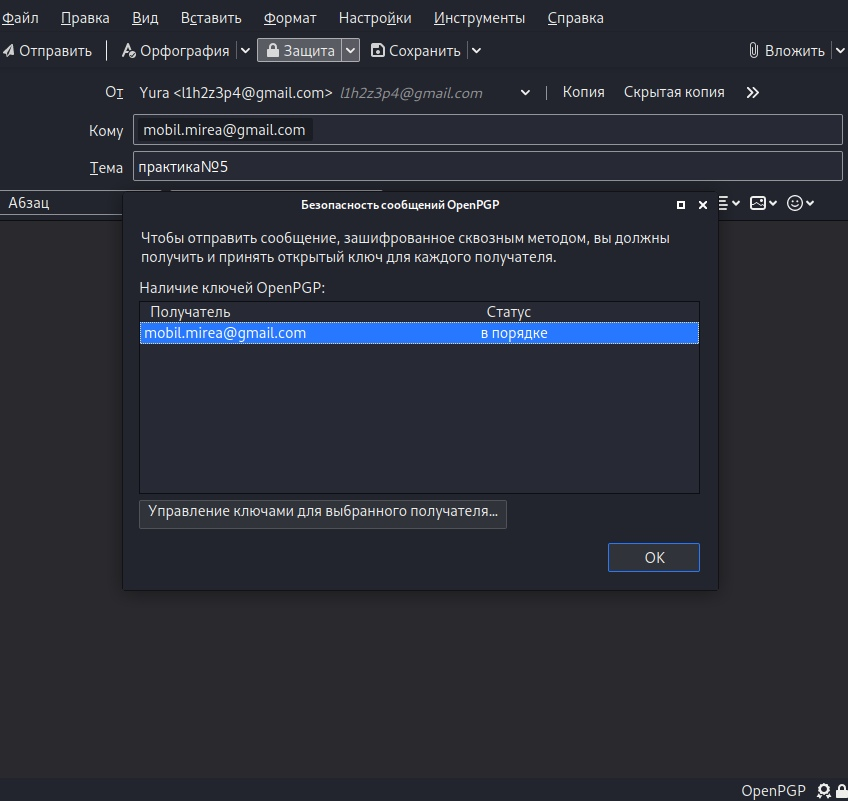 Файл Правка Вид Вставить Формат Настройки Инструменты Справка
Отправить Орфография Защита Сохранить Вложить
От Yura <l1h2z3p4@gmail.com> l1h2z3p4@gmail.com Копия Скрытая копия
Кому mobil.mirea@gmail.com
Тема практика№5
Абзац
Безопасность сообщений OpenPGP
Чтобы отправить сообщение, зашифрованное сквозным методом, вы должны
получить и принять открытый ключ для каждого получателя.
Наличие ключей OpenPGP:
Получатель Статус
mobil.mirea@gmail.com в порядке
Управление ключами для выбранного получателя...
OK
OpenPGP